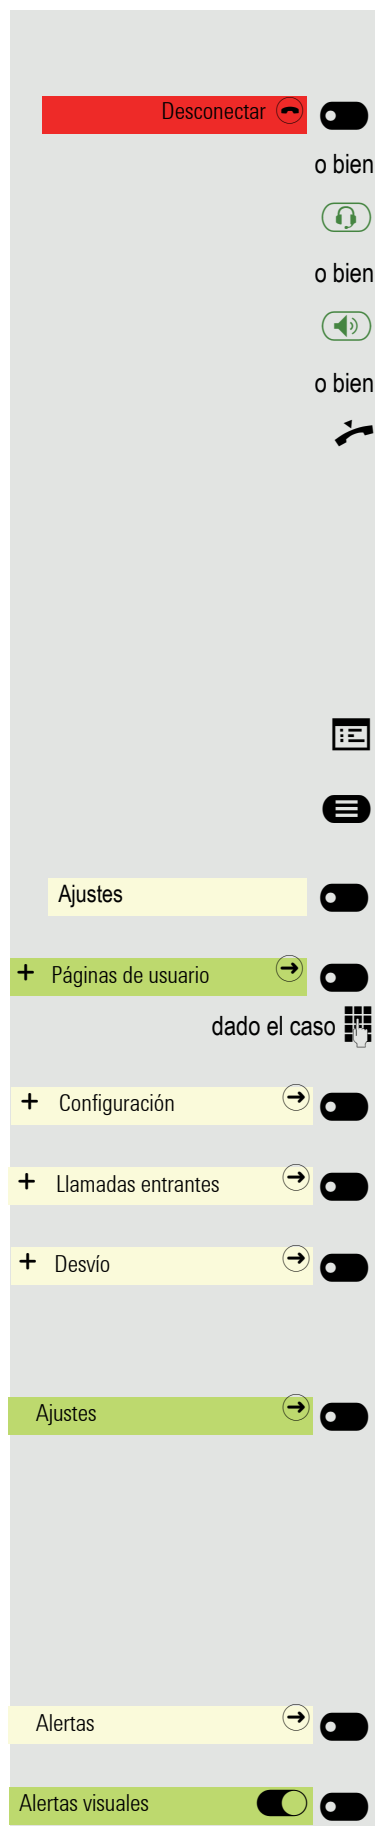 Desconectar
o bien
o bien
o bien
Ajustes
+ Páginas de usuario
dado el caso
+ Configuración
+ Llamadas entrantes
+ Desvío
Ajustes
Alertas
Alertas visuales